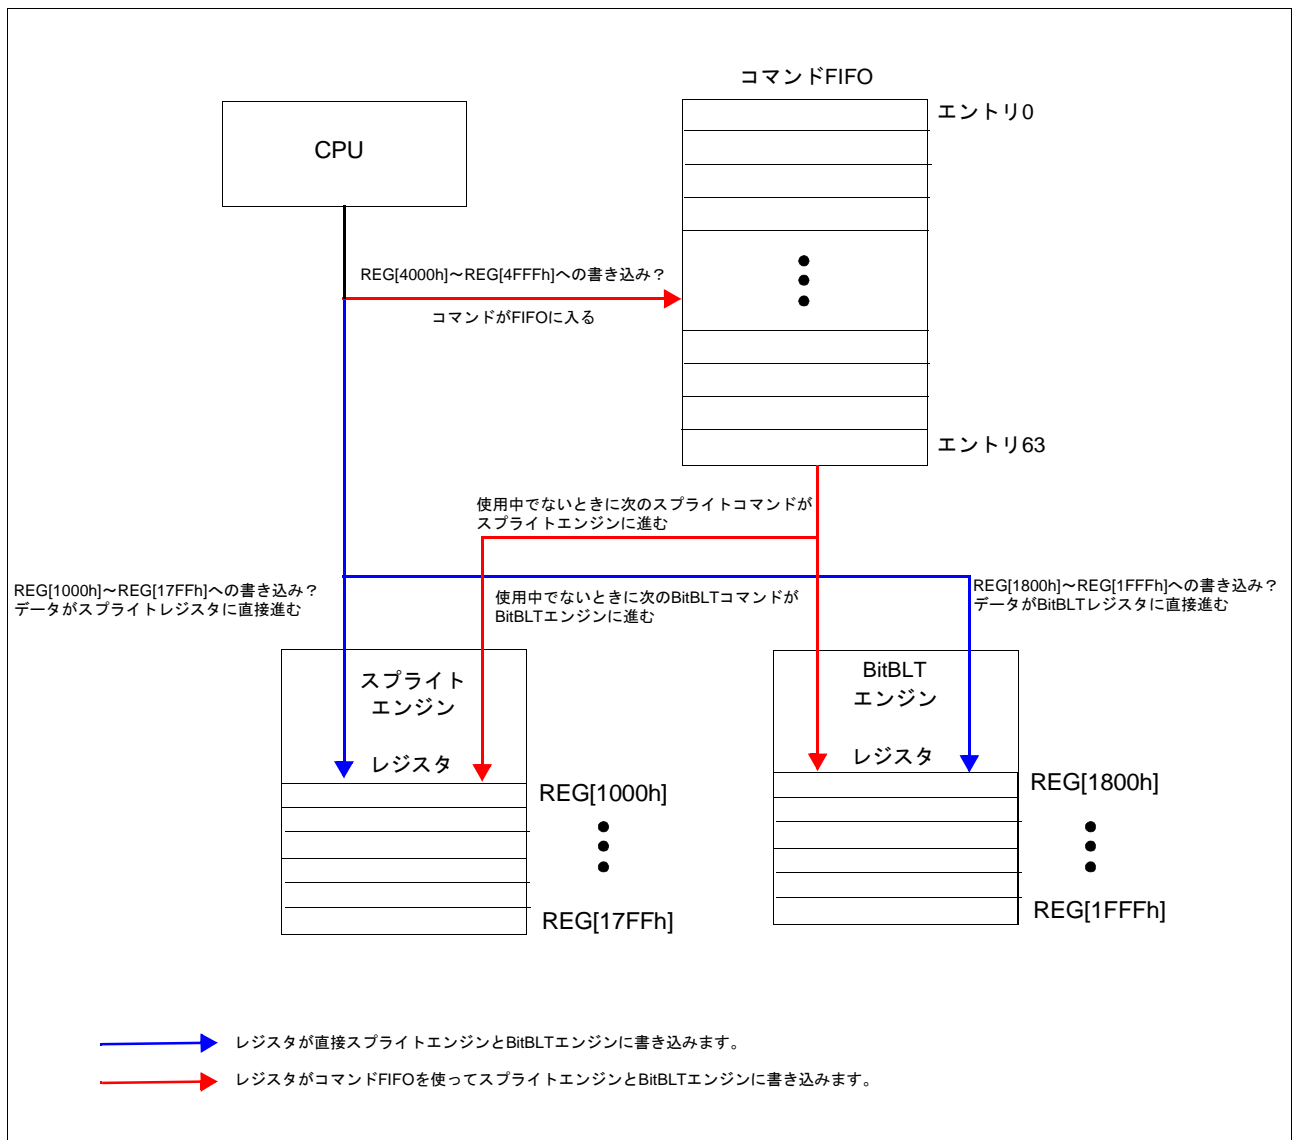 コマンドFIFO
エントリ0
CPU
REG[4000h]～REG[4FFFh]への書き込み？
コマンドがFIFOに入る
エントリ63
使用中でないときに次のスプライトコマンドが
スプライトエンジンに進む
REG[1000h]～REG[17FFh]への書き込み？
データがスプライトレジスタに直接進む
使用中でないときに次のBitBLTコマンドが
BitBLTエンジンに進む
REG[1800h]～REG[1FFFh]への書き込み？
データがBitBLTレジスタに直接進む
スプライト
エンジン
レジスタ
BitBLT
エンジン
レジスタ
REG[1000h]
REG[17FFh]
REG[1800h]
REG[1FFFh]
レジスタが直接スプライトエンジンとBitBLTエンジンに書き込みます。
レジスタがコマンドFIFOを使ってスプライトエンジンとBitBLTエンジンに書き込みます。